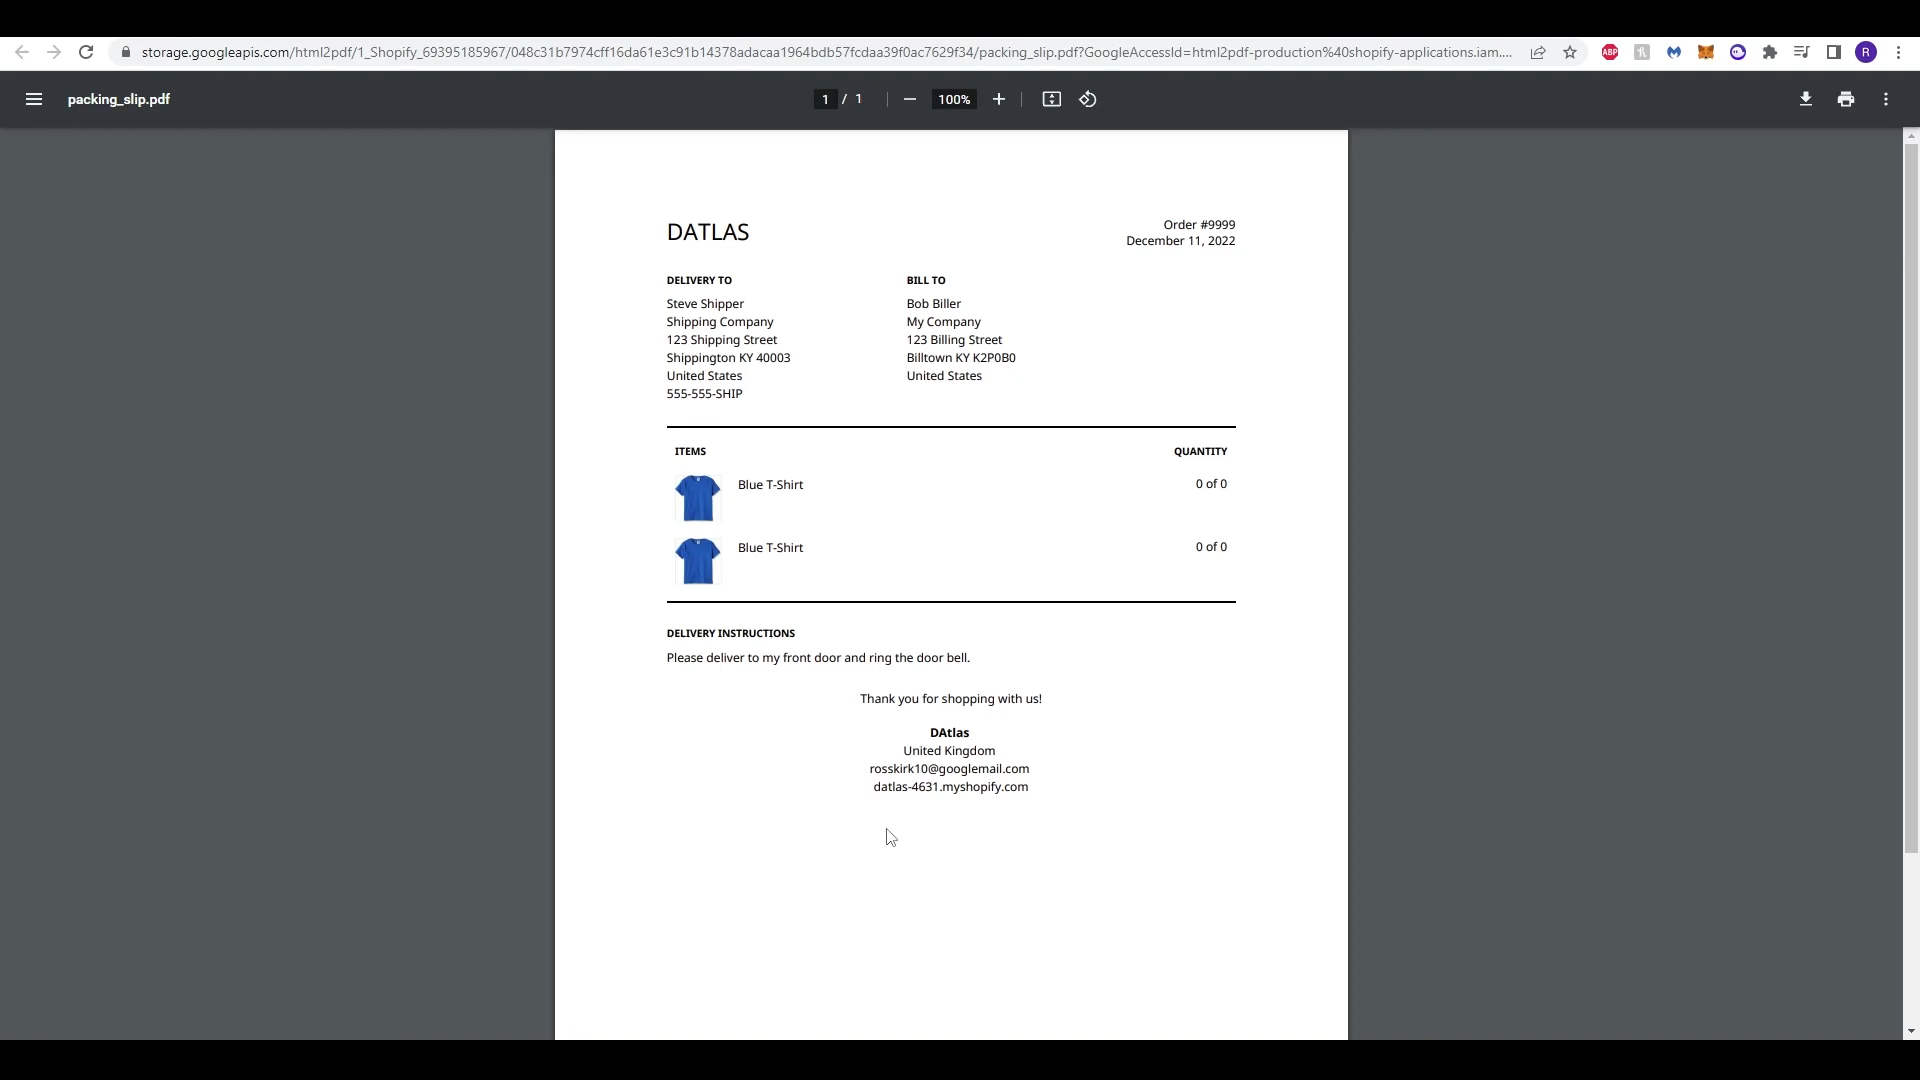 storage.googleapis.com/html2pdf/1_Shopify_69395185967/048c31b7974cff16da61e3c91b14378adacaa1964bdb57fcdaa39f0ac7629f34/packing_slip.pdf?GoogleAccessId=html2pdf-production%40shopify-applications.iam....
ABP
R
packing_slip.pdf
1 / 1
100%
DATLAS
Order #9999
December 11, 2022
DELIVERY TO
Steve Shipper
Shipping Company
123 Shipping Street
Shippington KY 40003
United States
555-555-SHIP
BILL TO
Bob Biller
My Company
123 Billing Street
Billtown KY K2P0B0
United States
ITEMS QUANTITY
Blue T-Shirt 0 of 0
Blue T-Shirt 0 of 0
DELIVERY INSTRUCTIONS
Please deliver to my front door and ring the door bell.
Thank you for shopping with us!
DAtlas
United Kingdom
rosskirk10@googlemail.com
datlas-4631.myshopify.com